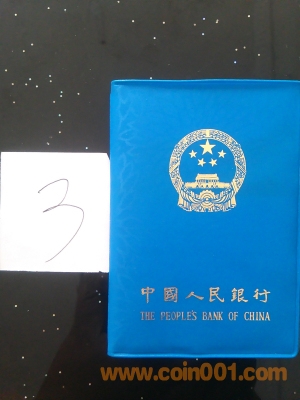 3
中國人民銀行
THE PEOPLE'S BANK OF CHINA
www.coin001.com